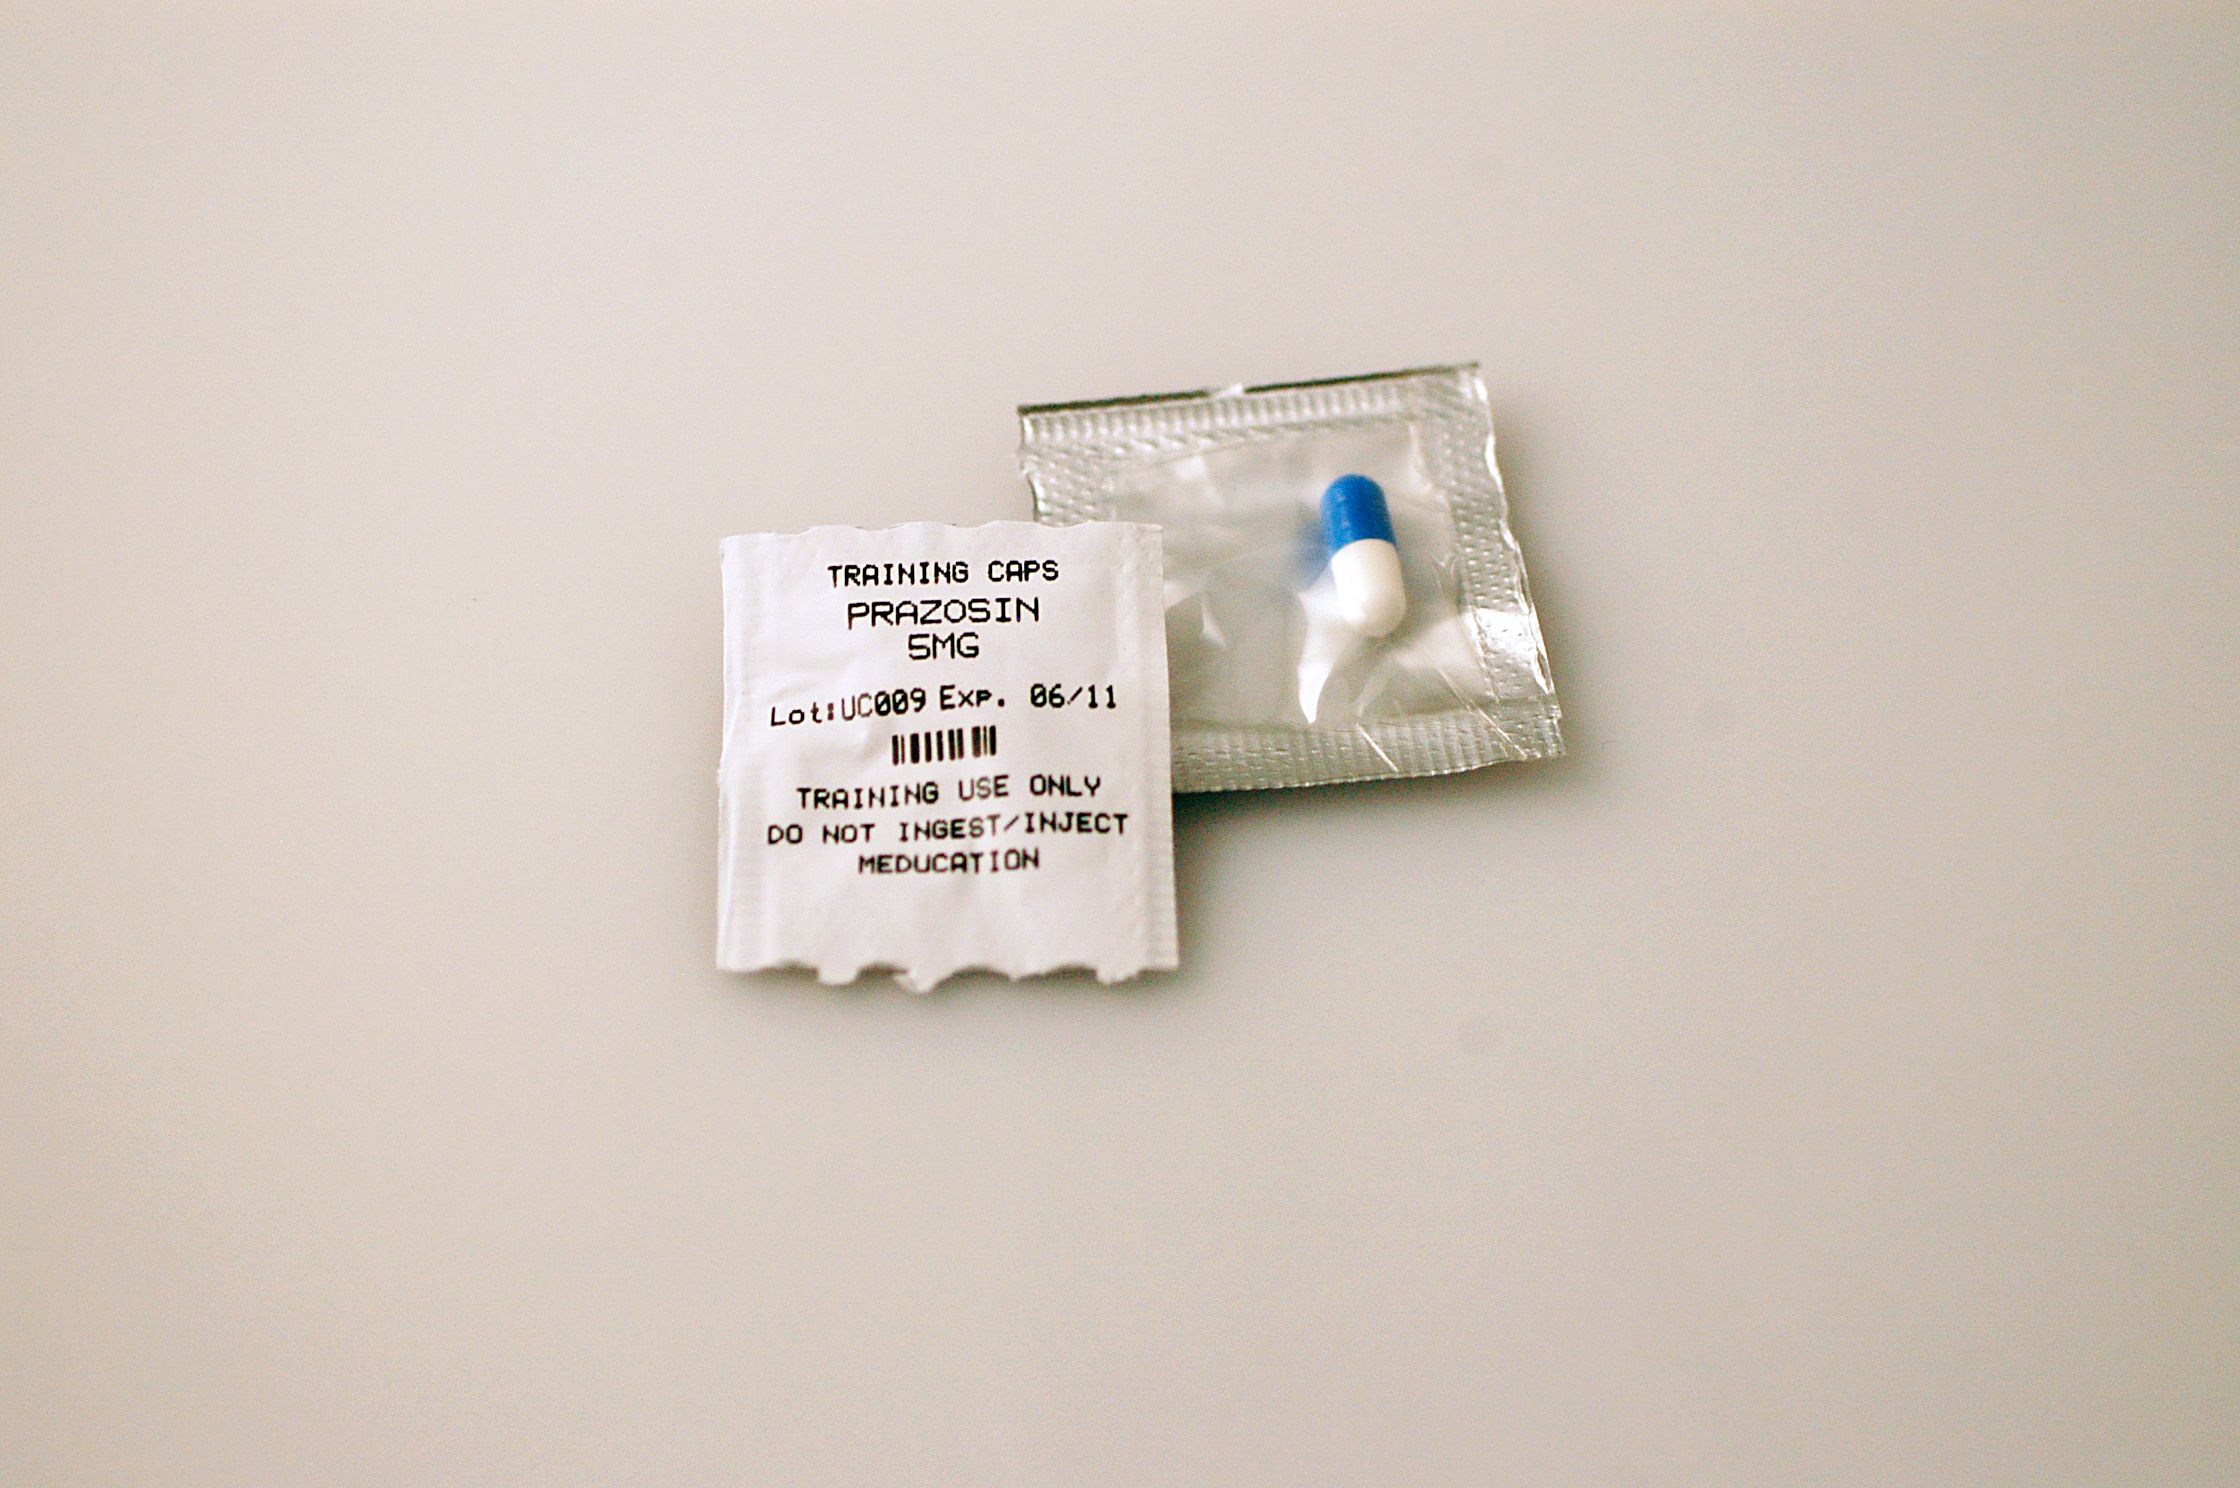 TRAINING CAPS
PRAZOSIN
5MG
Lot:UC009 Exp. 06/11
TRAINING USE ONLY
DO NOT INGEST/INJECT
MEDUCATION